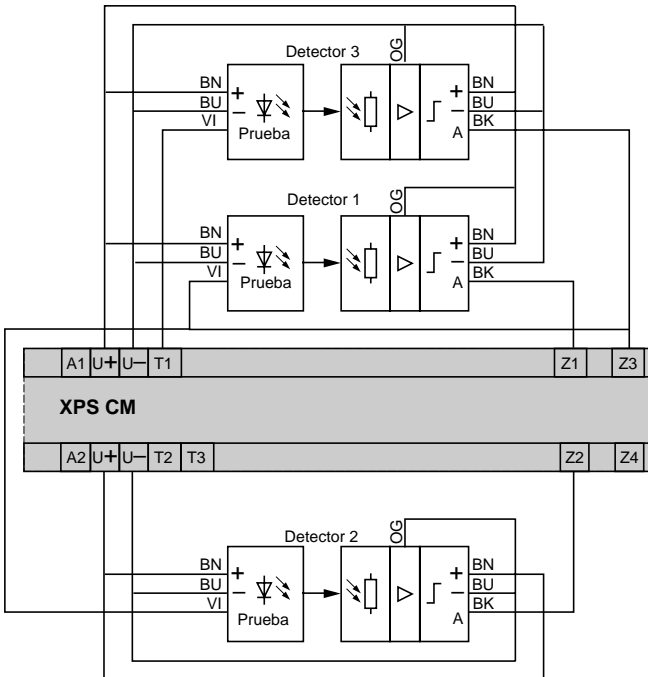 Detector 3
OG
BN
BU
VI
+
−
Prueba
+
−
A
BN
BU
BK
Detector 1
OG
BN
BU
VI
+
−
Prueba
+
−
A
BN
BU
BK
A1 U+ U− T1 Z1 Z3
XPS CM
A2 U+ U− T2 T3 Z2 Z4
Detector 2
OG
BN
BU
VI
+
−
Prueba
+
−
A
BN
BU
BK